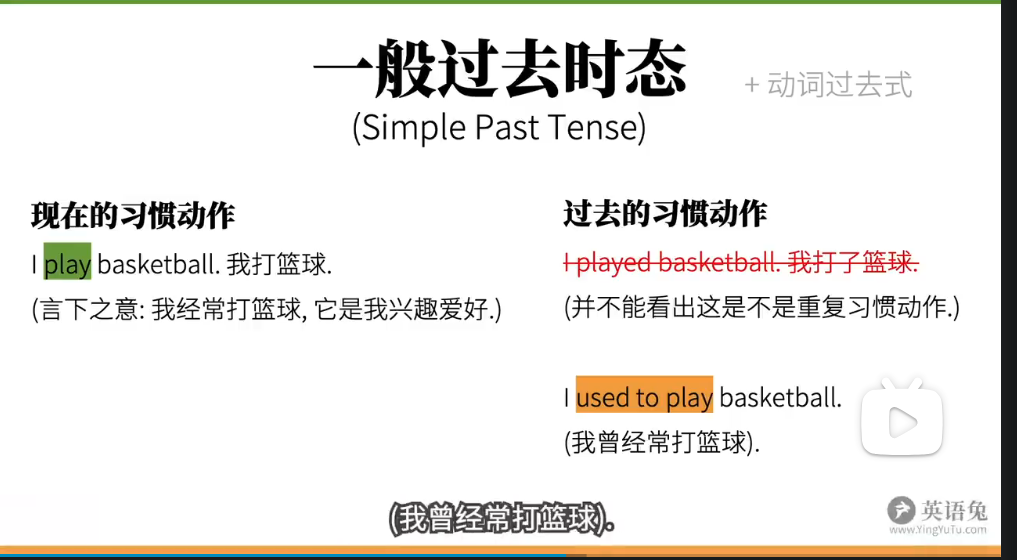 一般过去时态
+ 动词过去式
(Simple Past Tense)
现在的习惯动作
I play basketball. 我打篮球.
(言下之意: 我经常打篮球, 它是我兴趣爱好.)
过去的习惯动作
I played basketball. 我打了篮球.
(并不能看出这是不是重复习惯动作.)
I used to play basketball.
(我曾经常打篮球).
(我曾经常打篮球).
英语兔
www.YingYuTu.com